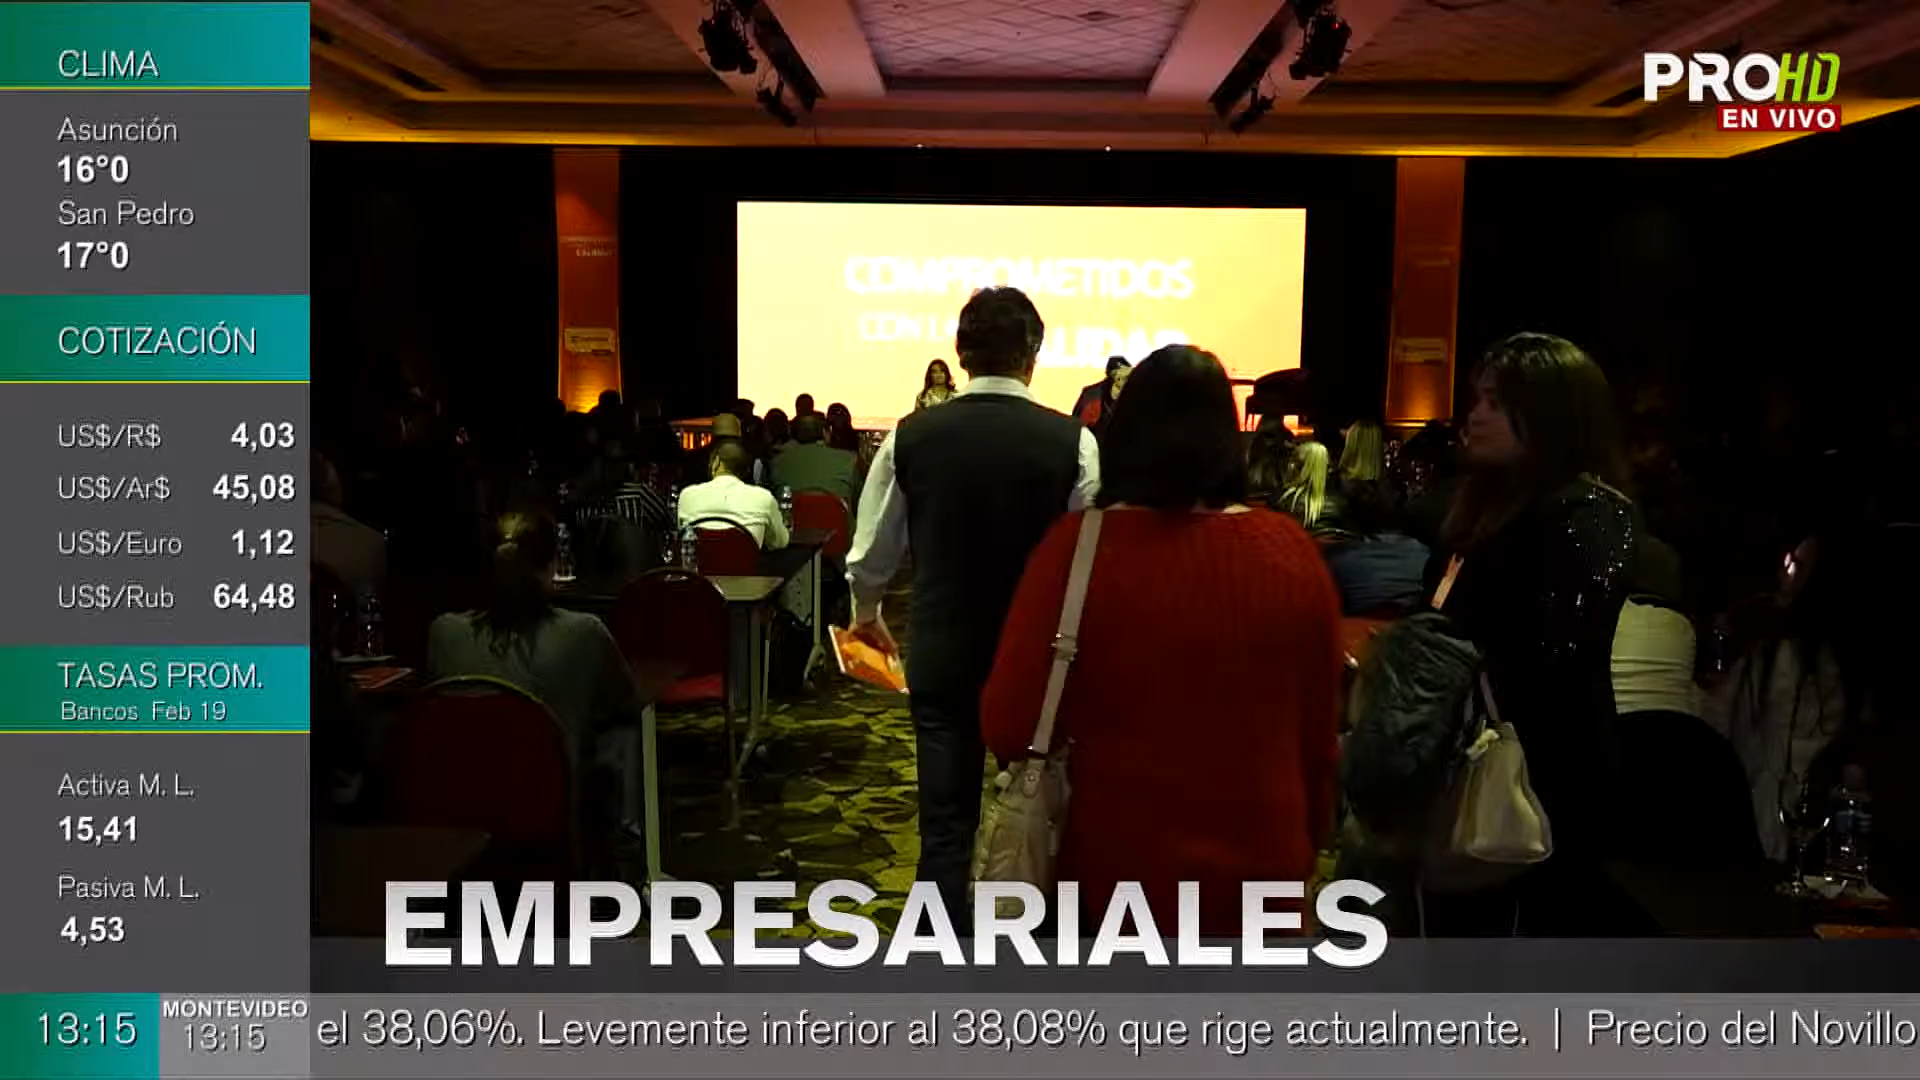 CLIMA
Asunción
16°0
San Pedro
17°0
COTIZACIÓN
US$/R$ 4,03
US$/Ar$ 45,08
US$/Euro 1,12
US$/Rub 64,48
TASAS PROM.
Bancos Feb 19
Activa M. L.
15,41
Pasiva M. L.
4,53
PROHD
EN VIVO
COMPROMETIDOS
CON
EMPRESARIALES
13:15
MONTEVIDEO
13:15
el 38,06%. Levemente inferior al 38,08% que rige actualmente. | Precio del Novillo